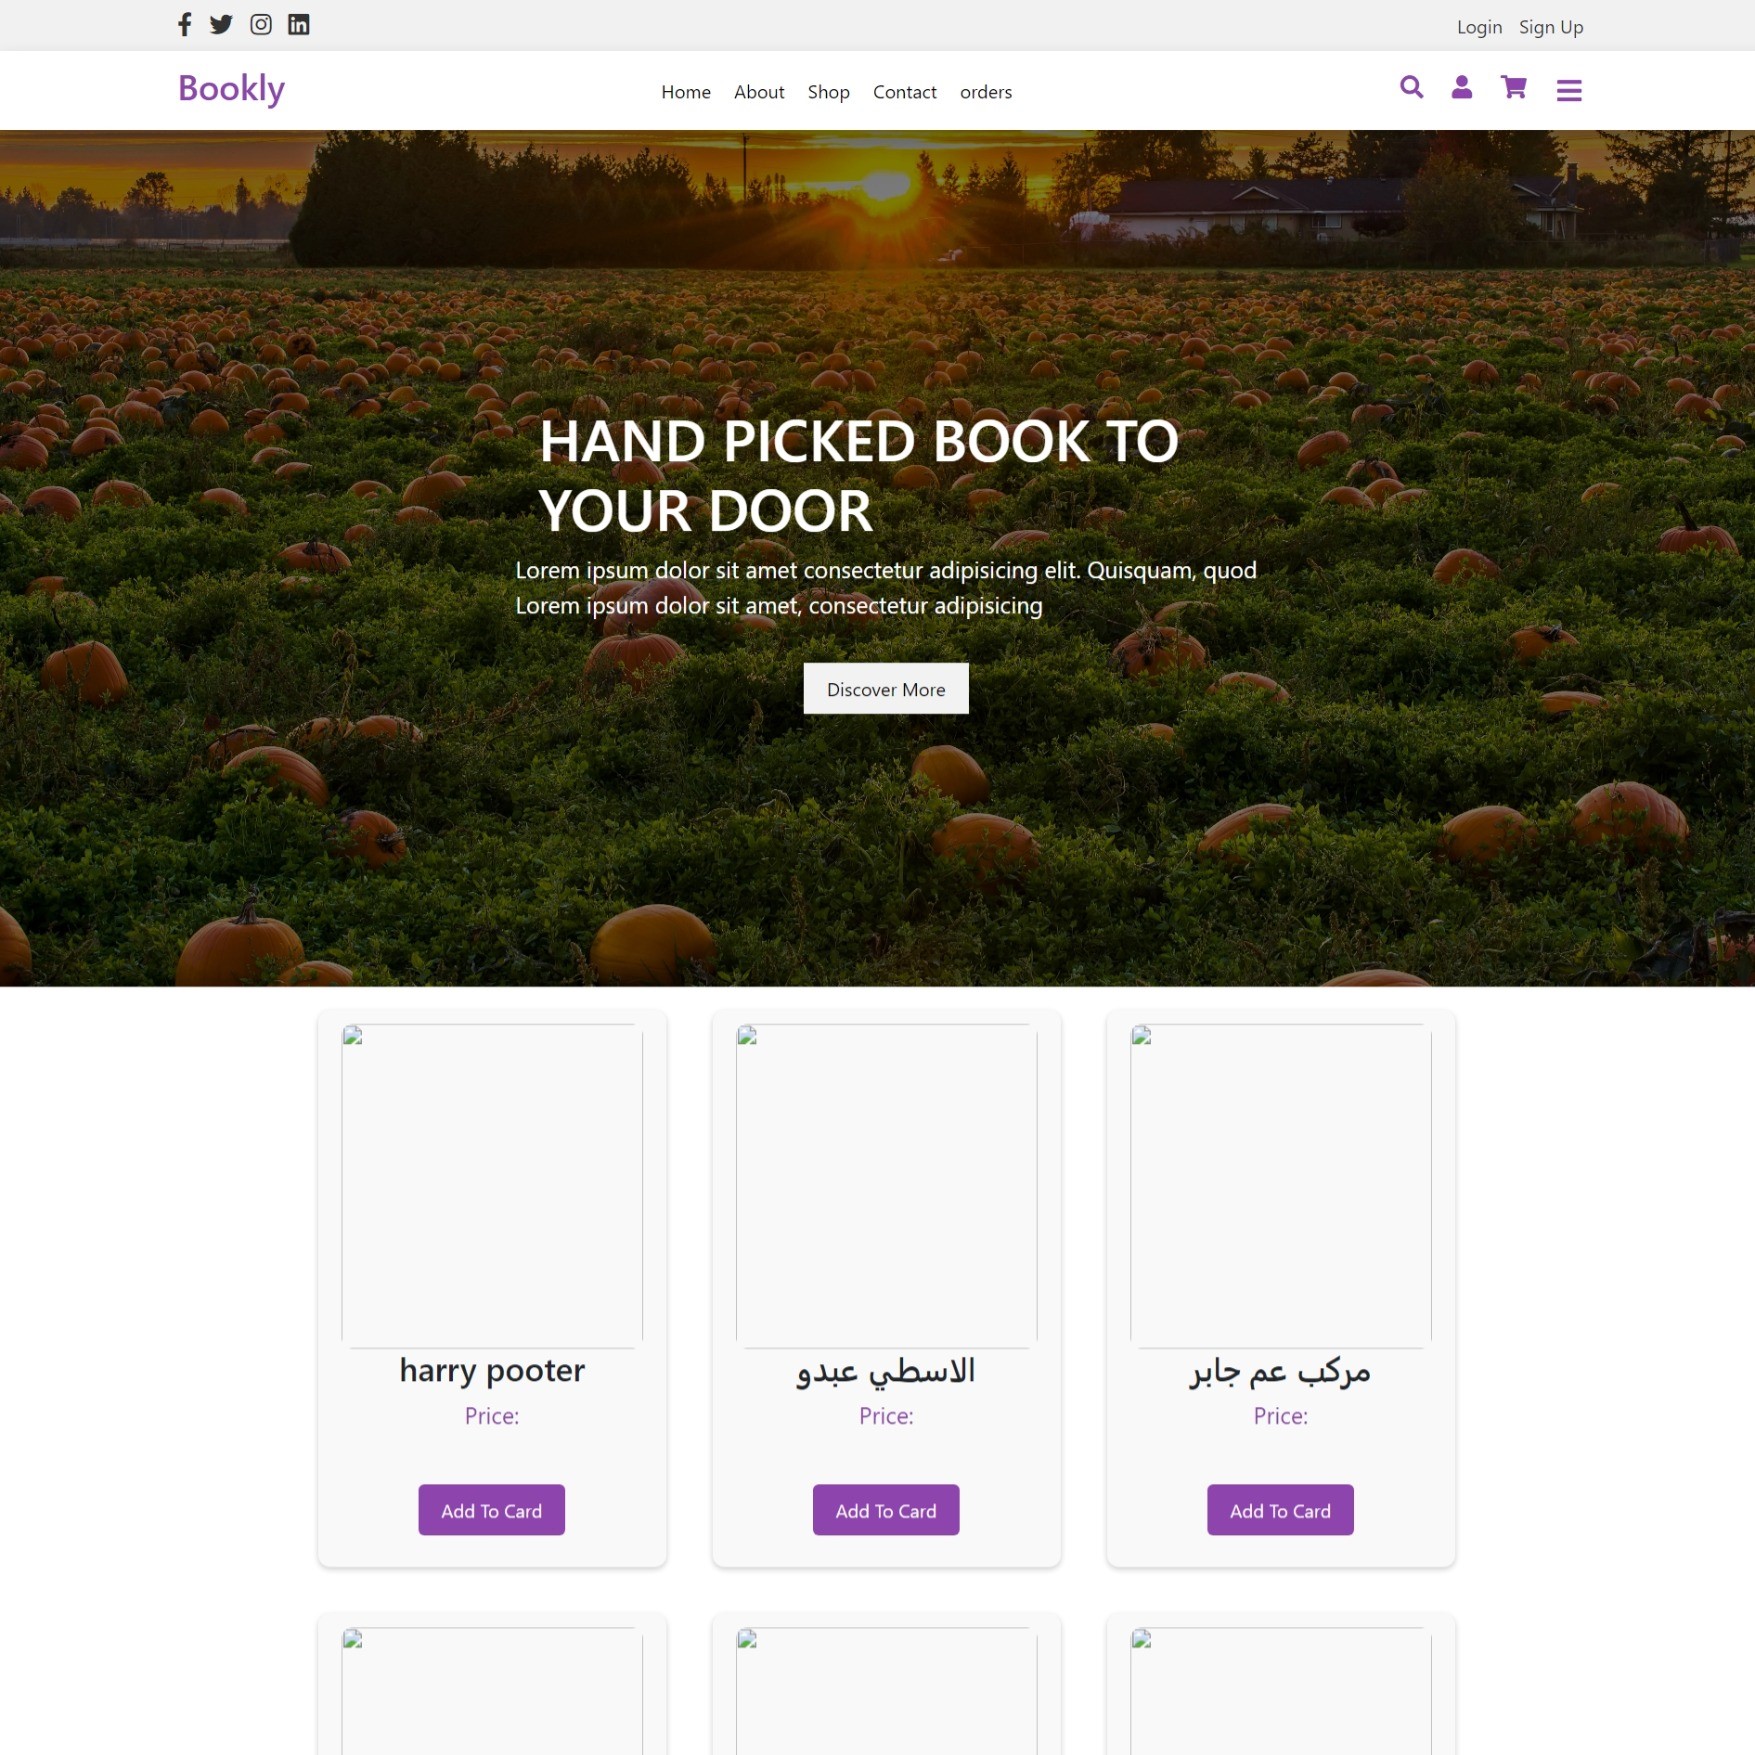 Login Sign Up
Bookly
Home About Shop Contact orders
HAND PICKED BOOK TO
YOUR DOOR
Lorem ipsum dolor sit amet consectetur adipisicing elit. Quisquam, quod
Lorem ipsum dolor sit amet, consectetur adipisicing
Discover More
harry pooter
Price:
Add To Card
الاسطي عبدو
Price:
Add To Card
مركب عم جابر
Price:
Add To Card